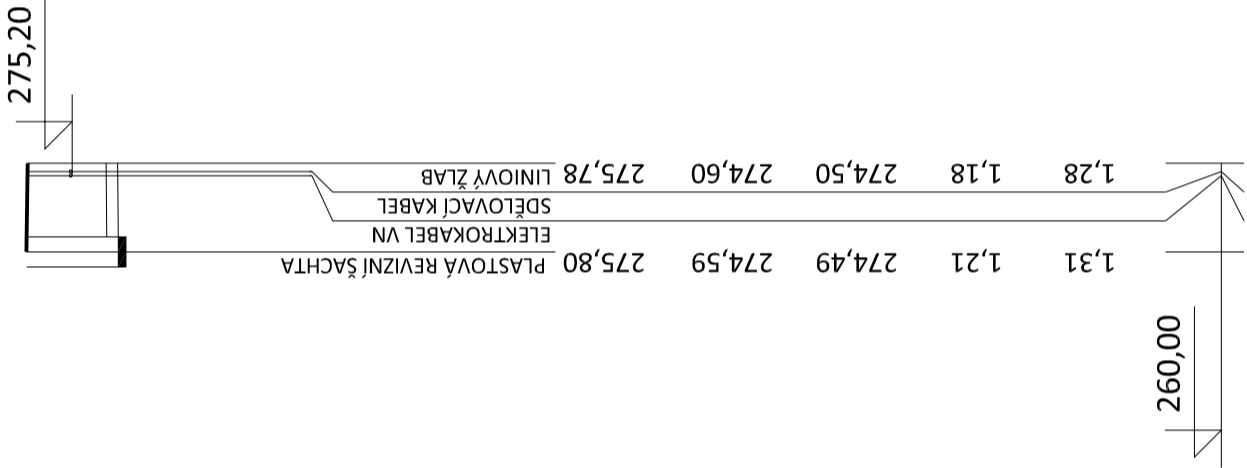 275,20
PLASTOVÁ REVIZNÍ ŠACHTA 275,80 274,59 274,49 1,21 1,31
ELEKTROKABEL VN
SDĚLOVACÍ KABEL
LINIOVÝ ŽLAB 275,78 274,60 274,50 1,18 1,28
260,00